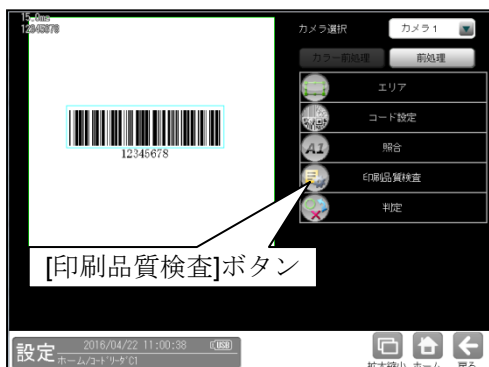 15.0ms
12345678
12345678
カメラ選択
カメラ1
カラー前処理
前処理
エリア
コード設定
照合
印刷品質検査
判定
[印刷品質検査]ボタン
設定
2016/04/22 11:00:38
USB
ホーム/コードリーダC1
拡大縮小
ホーム
戻る